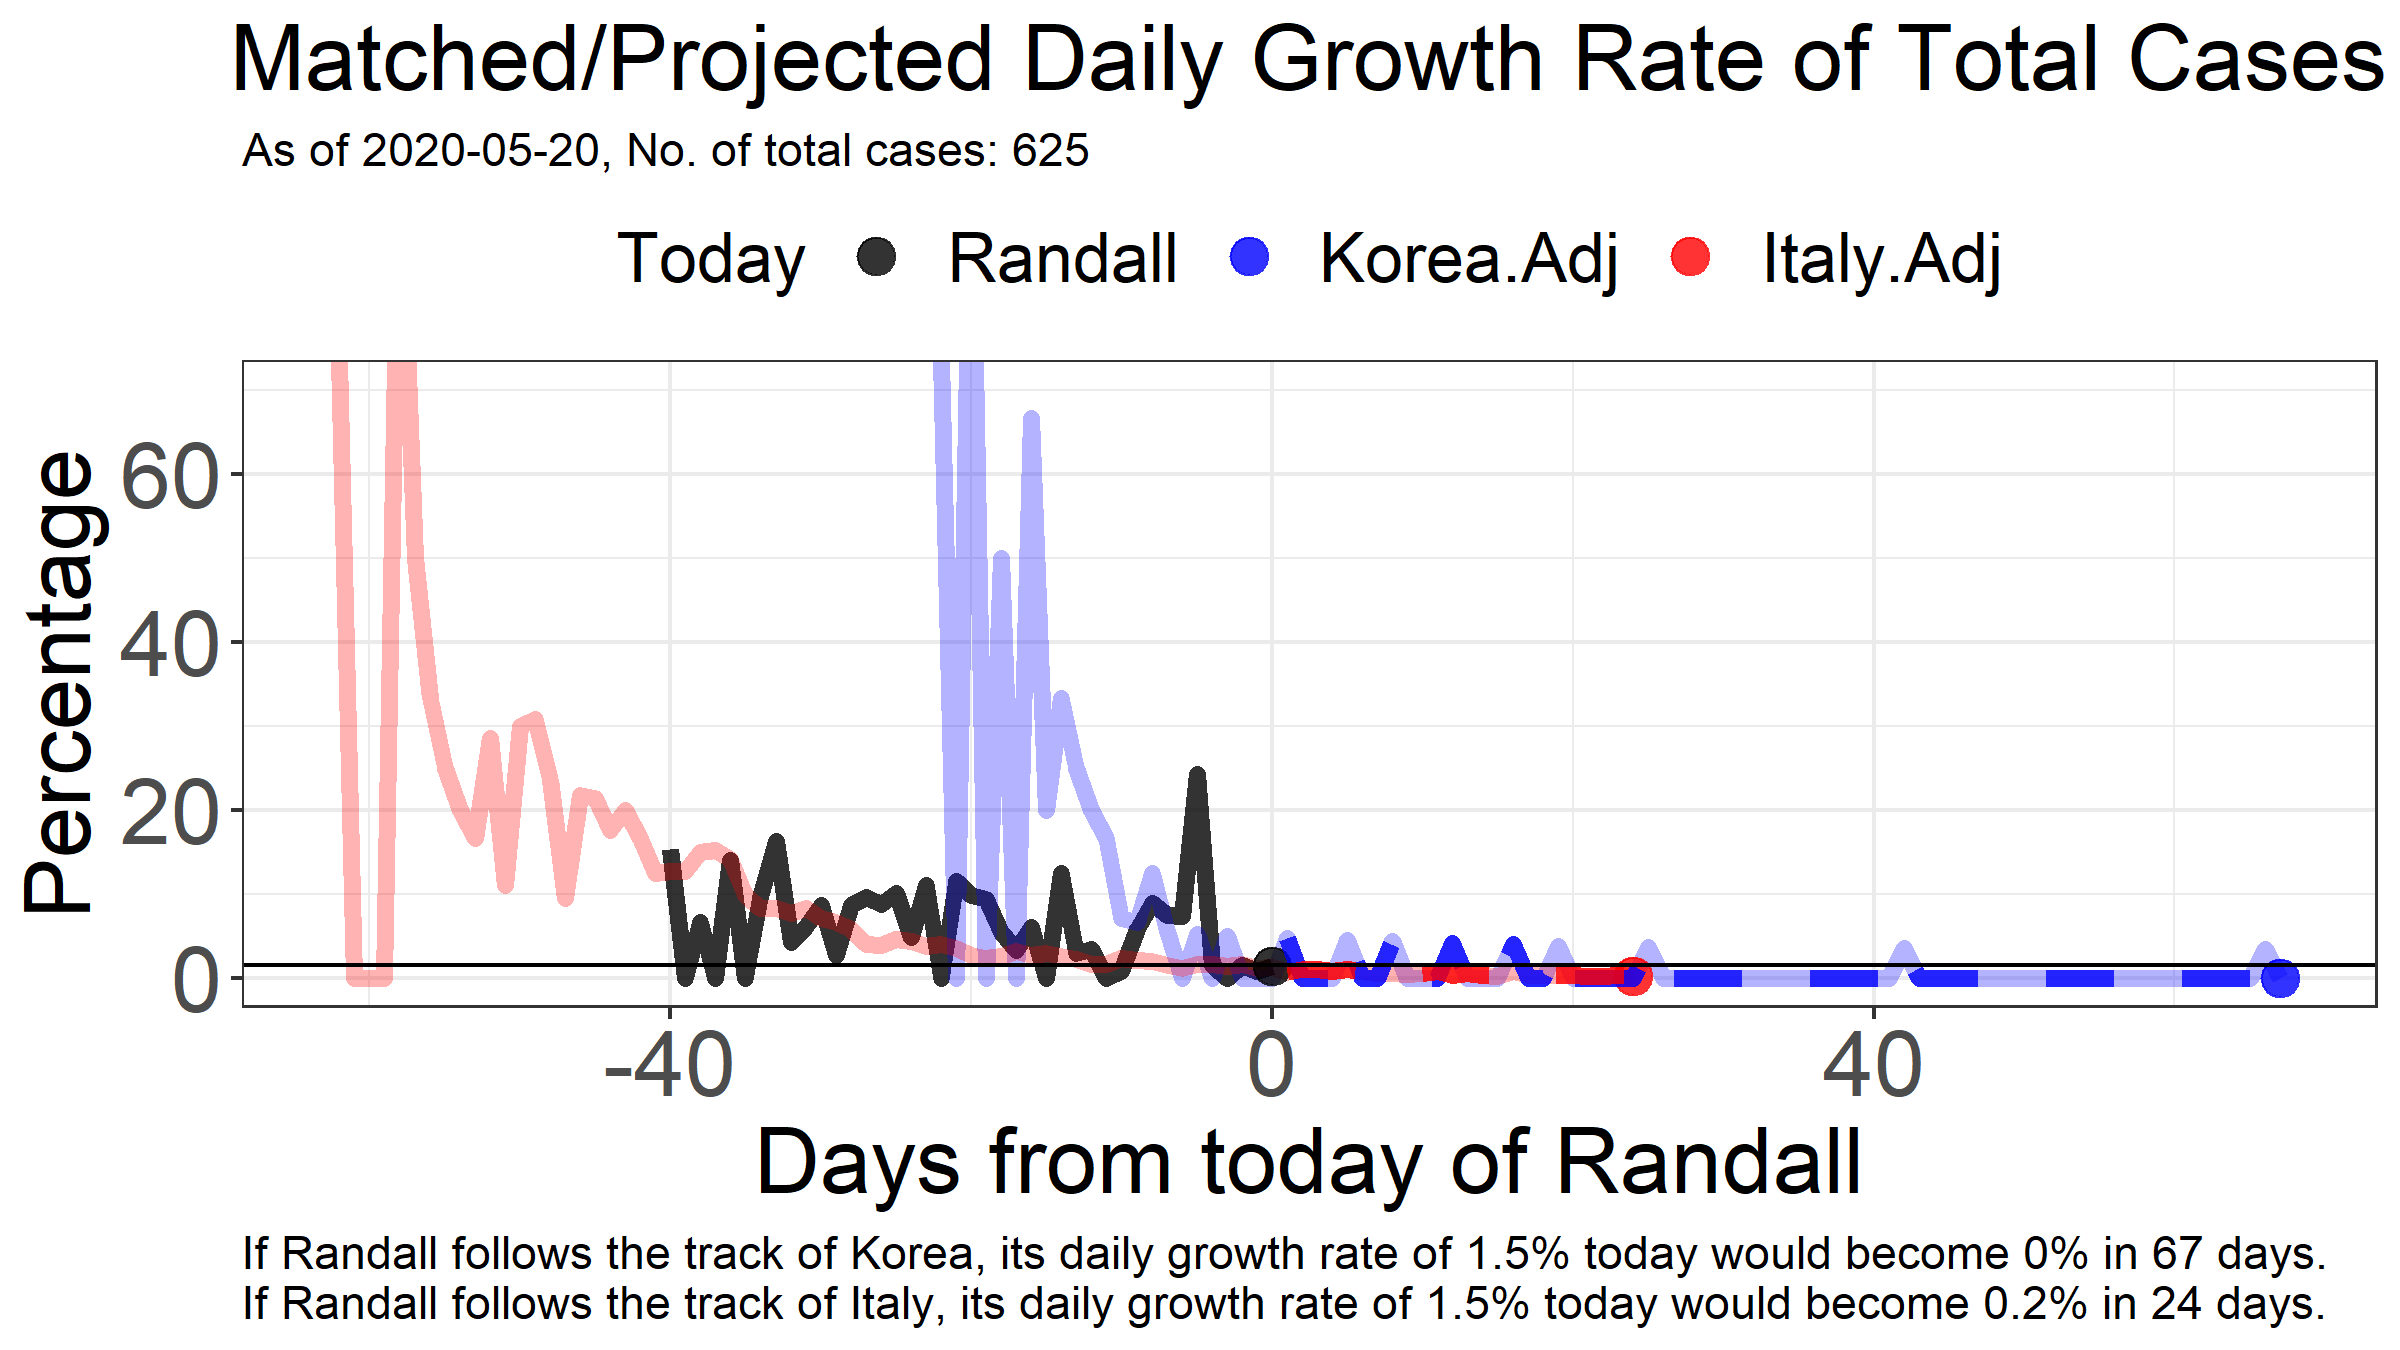 Matched/Projected Daily Growth Rate of Total Cases
As of 2020-05-20, No. of total cases: 625
Today Randall Korea.Adj Italy.Adj
Percentage
60
40
20
0
-40 0 40
Days from today of Randall
If Randall follows the track of Korea, its daily growth rate of 1.5% today would become 0% in 67 days.
If Randall follows the track of Italy, its daily growth rate of 1.5% today would become 0.2% in 24 days.